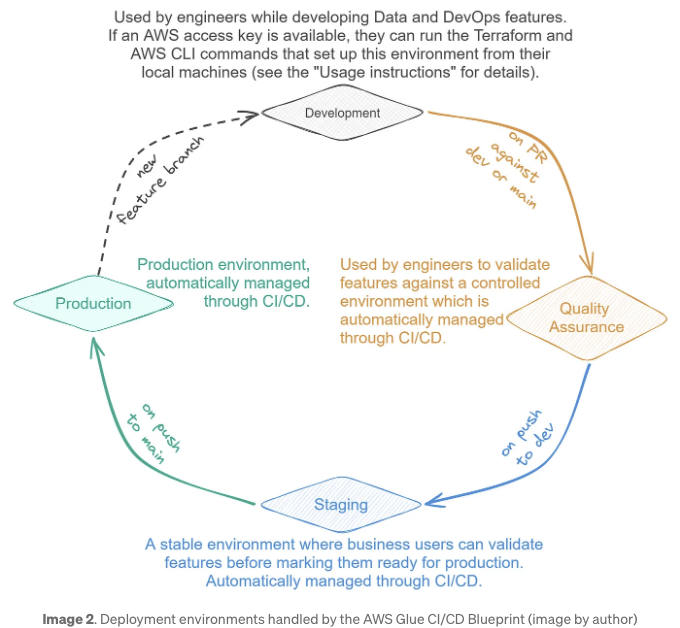 Used by engineers while developing Data and DevOps features.
If an AWS access key is available, they can run the Terraform and
AWS CLI commands that set up this environment from their
local machines (see the "Usage instructions" for details).
Development
on PR
against
dev or main
new
feature branch
Production environment,
automatically managed
through CI/CD.
Used by engineers to validate
features against a controlled
environment which is
automatically managed
through CI/CD.
Production
Quality
Assurance
on push
to main
on push
to dev
Staging
A stable environment where business users can validate
features before marking them ready for production.
Automatically managed through CI/CD.
Image 2. Deployment environments handled by the AWS Glue CI/CD Blueprint (image by author)